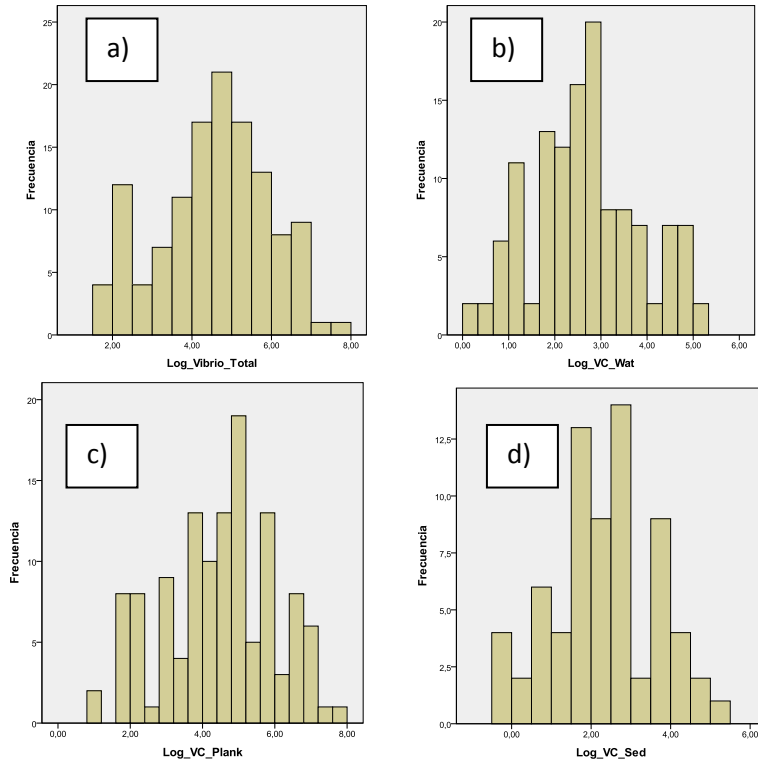 a)
Frecuencia
25
20
15
10
5
0
2,00 4,00 6,00 8,00
Log_Vibrio_Total
b)
Frecuencia
20
15
10
5
0
0,00 1,00 2,00 3,00 4,00 5,00 6,00
Log_VC_Wat
c)
Frecuencia
20
15
10
5
0
0,00 2,00 4,00 6,00 8,00
Log_VC_Plank
d)
Frecuencia
12,5
10,0
7,5
5,0
2,5
0,0
0,00 2,00 4,00 6,00
Log_VC_Sed